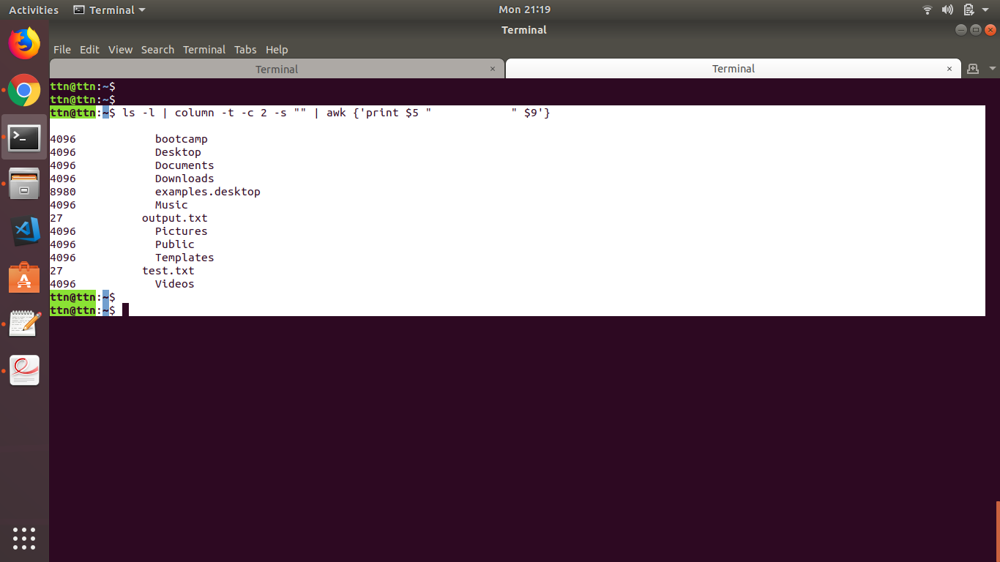 Activities Terminal Mon 21:19
Terminal
File Edit View Search Terminal Tabs Help
Terminal × Terminal ×
ttn@ttn:~$
ttn@ttn:~$
ttn@ttn:~$ ls -l | column -t -c 2 -s "" | awk {'print $5 "            " $9'}
4096            bootcamp
4096            Desktop
4096            Documents
4096            Downloads
8980            examples.desktop
4096            Music
27            output.txt
4096            Pictures
4096            Public
4096            Templates
27            test.txt
4096            Videos
ttn@ttn:~$
ttn@ttn:~$